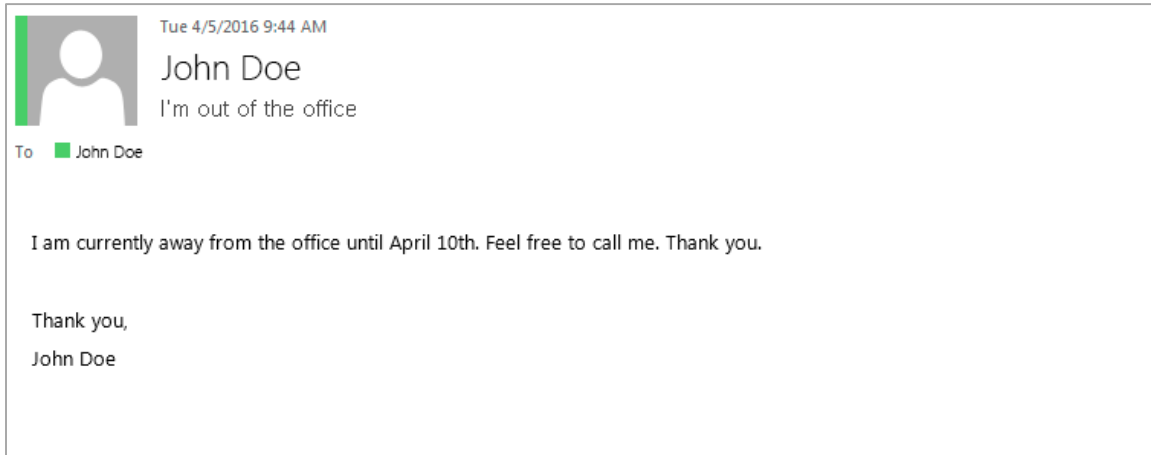 Tue 4/5/2016 9:44 AM
John Doe
I'm out of the office
To John Doe
I am currently away from the office until April 10th. Feel free to call me. Thank you.
Thank you,
John Doe